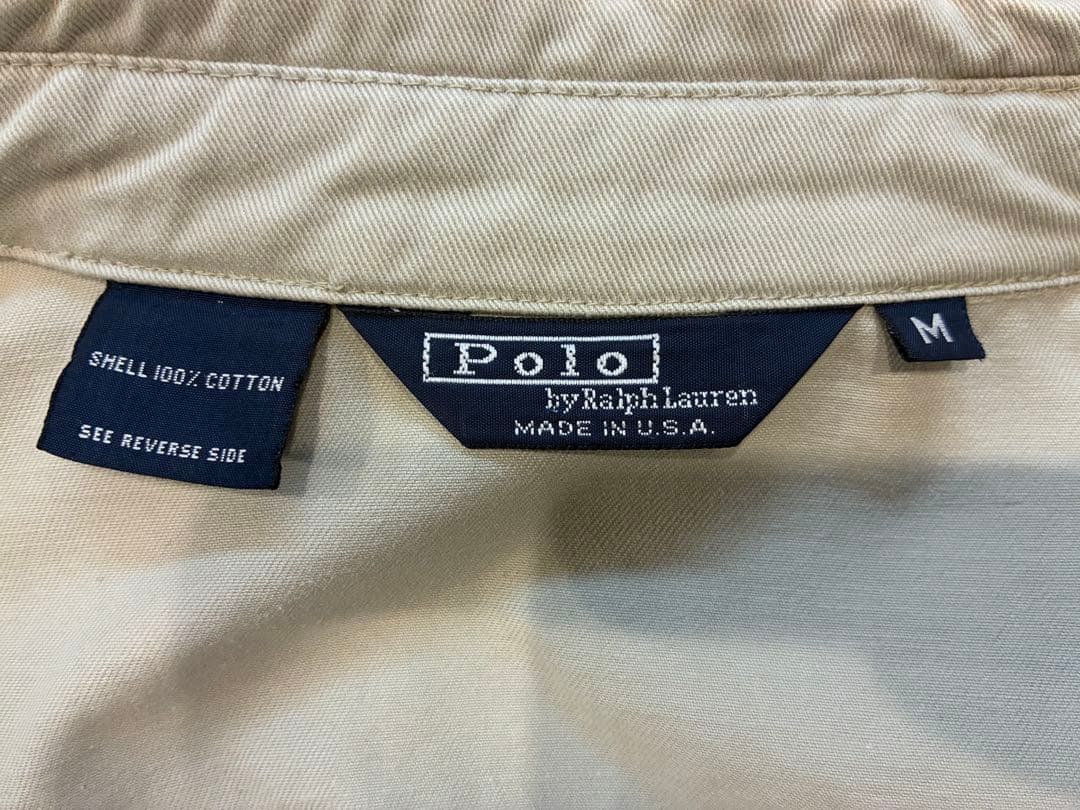 SHELL 100% COTTON
SEE REVERSE SIDE
Polo
by Ralph Lauren
MADE IN U.S.A.
M